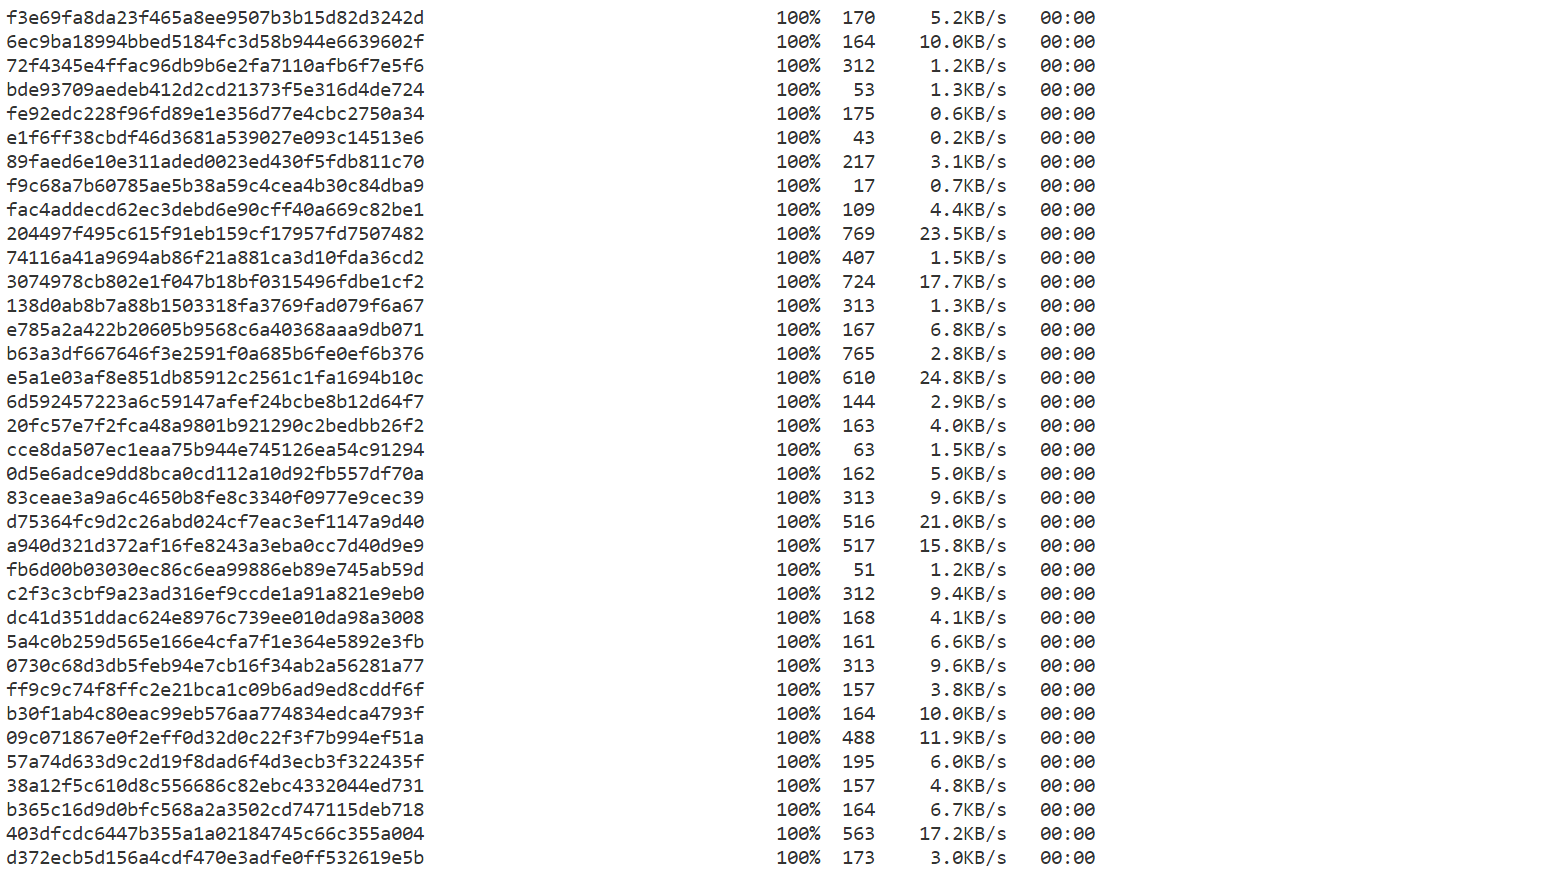 f3e69fa8da23f465a8ee9507b3b15d82d3242d 100% 170 5.2KB/s 00:00
6ec9ba18994bbed5184fc3d58b944e6639602f 100% 164 10.0KB/s 00:00
72f4345e4ffac96db9b6e2fa7110afb6f7e5f6 100% 312 1.2KB/s 00:00
bde93709aedeb412d2cd21373f5e316d4de724 100% 53 1.3KB/s 00:00
fe92edc228f96fd89e1e356d77e4cbc2750a34 100% 175 0.6KB/s 00:00
e1f6ff38cbdf46d3681a539027e093c14513e6 100% 43 0.2KB/s 00:00
89faed6e10e311aded0023ed430f5fdb811c70 100% 217 3.1KB/s 00:00
f9c68a7b60785ae5b38a59c4cea4b30c84dba9 100% 17 0.7KB/s 00:00
fac4addecd62ec3debd6e90cff40a669c82be1 100% 109 4.4KB/s 00:00
204497f495c615f91eb159cf17957fd7507482 100% 769 23.5KB/s 00:00
74116a41a9694ab86f21a881ca3d10fda36cd2 100% 407 1.5KB/s 00:00
3074978cb802e1f047b18bf0315496fdbe1cf2 100% 724 17.7KB/s 00:00
138d0ab8b7a88b1503318fa3769fad079f6a67 100% 313 1.3KB/s 00:00
e785a2a422b20605b9568c6a40368aaa9db071 100% 167 6.8KB/s 00:00
b63a3df667646f3e2591f0a685b6fe0ef6b376 100% 765 2.8KB/s 00:00
e5a1e03af8e851db85912c2561c1fa1694b10c 100% 610 24.8KB/s 00:00
6d592457223a6c59147afef24bcbe8b12d64f7 100% 144 2.9KB/s 00:00
20fc57e7f2fca48a9801b921290c2bedbb26f2 100% 163 4.0KB/s 00:00
cce8da507ec1eaa75b944e745126ea54c91294 100% 63 1.5KB/s 00:00
0d5e6adce9dd8bca0cd112a10d92fb557df70a 100% 162 5.0KB/s 00:00
83ceae3a9a6c4650b8fe8c3340f0977e9cec39 100% 313 9.6KB/s 00:00
d75364fc9d2c26abd024cf7eac3ef1147a9d40 100% 516 21.0KB/s 00:00
a940d321d372af16fe8243a3eba0cc7d40d9e9 100% 517 15.8KB/s 00:00
fb6d00b03030ec86c6ea99886eb89e745ab59d 100% 51 1.2KB/s 00:00
c2f3c3cbf9a23ad316ef9ccde1a91a821e9eb0 100% 312 9.4KB/s 00:00
dc41d351ddac624e8976c739ee010da98a3008 100% 168 4.1KB/s 00:00
5a4c0b259d565e166e4cfa7f1e364e5892e3fb 100% 161 6.6KB/s 00:00
0730c68d3db5feb94e7cb16f34ab2a56281a77 100% 313 9.6KB/s 00:00
ff9c9c74f8ffc2e21bca1c09b6ad9ed8cddf6f 100% 157 3.8KB/s 00:00
b30f1ab4c80eac99eb576aa774834edca4793f 100% 164 10.0KB/s 00:00
09c071867e0f2eff0d32d0c22f3f7b994ef51a 100% 488 11.9KB/s 00:00
57a74d633d9c2d19f8dad6f4d3ecb3f322435f 100% 195 6.0KB/s 00:00
38a12f5c610d8c556686c82ebc4332044ed731 100% 157 4.8KB/s 00:00
b365c16d9d0bfc568a2a3502cd747115deb718 100% 164 6.7KB/s 00:00
403dfcdc6447b355a1a02184745c66c355a004 100% 563 17.2KB/s 00:00
d372ecb5d156a4cdf470e3adfe0ff532619e5b 100% 173 3.0KB/s 00:00